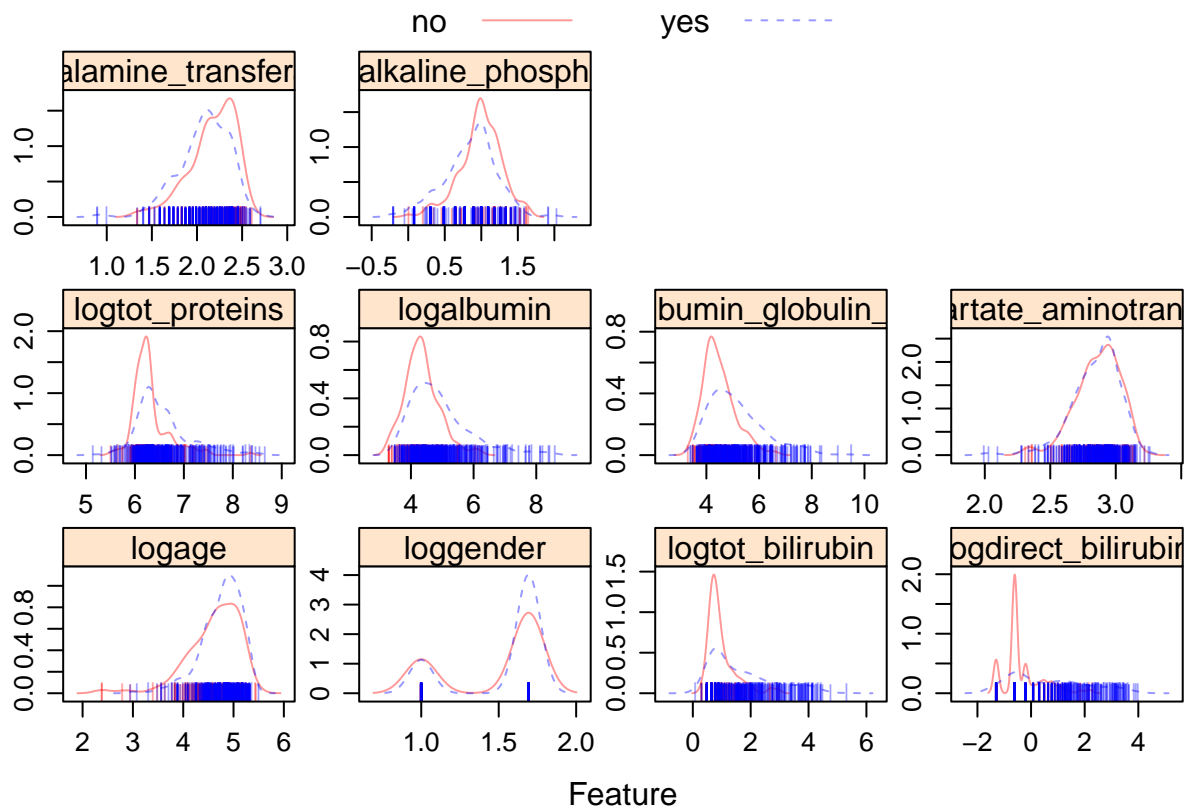 no yes
alamine_transfer alkaline_phosph
0.0 1.0 0.0 1.0
1.0 1.5 2.0 2.5 3.0 −0.5 0.5 1.5
logtot_proteins logalbumin bumin_globulin_ artate_aminotran
0.0 1.0 2.0 0.0 0.4 0.8 0.0 0.4 0.8 0.0 1.0 2.0
5 6 7 8 9 4 6 8 4 6 8 10 2.0 2.5 3.0
logage loggender logtot_bilirubin ogdirect_bilirubin
0.0 0.4 0.8 0 1 2 3 4 0.0 0.5 1.0 1.5 0.0 1.0 2.0
2 3 4 5 6 1.0 1.5 2.0 0 2 4 6 −2 0 2 4
Feature